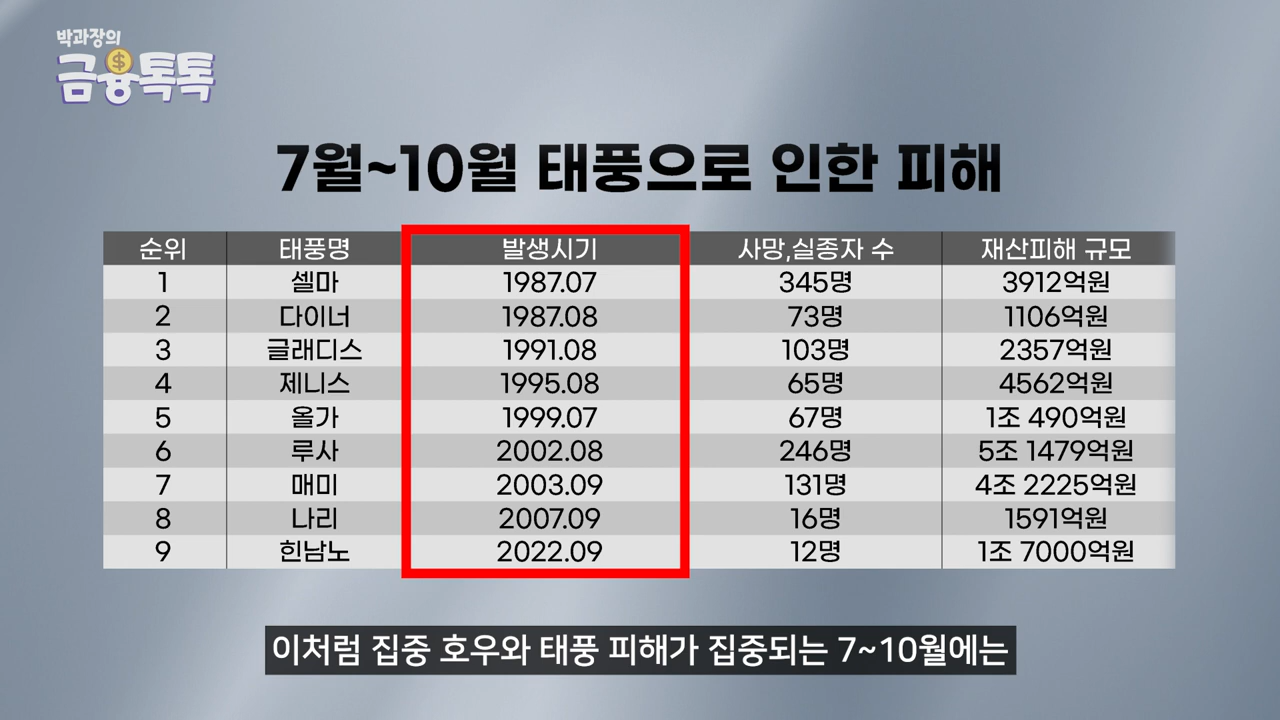 박과장의
금융톡톡
7월~10월 태풍으로 인한 피해
순위 태풍명 발생시기 사망,실종자 수 재산피해 규모
1 셀마 1987.07 345명 3912억원
2 다이너 1987.08 73명 1106억원
3 글래디스 1991.08 103명 2357억원
4 제니스 1995.08 65명 4562억원
5 올가 1999.07 67명 1조 490억원
6 루사 2002.08 246명 5조 1479억원
7 매미 2003.09 131명 4조 2225억원
8 나리 2007.09 16명 1591억원
9 힌남노 2022.09 12명 1조 7000억원
이처럼 집중 호우와 태풍 피해가 집중되는 7~10월에는